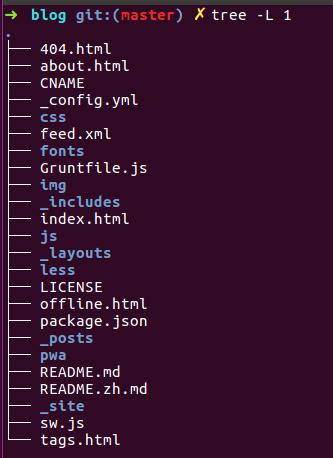 ➜ blog git:(master) ✗ tree -L 1
.
├── 404.html
├── about.html
├── CNAME
├── _config.yml
├── css
├── feed.xml
├── fonts
├── Gruntfile.js
├── img
├── _includes
├── index.html
├── js
├── _layouts
├── less
├── LICENSE
├── offline.html
├── package.json
├── _posts
├── pwa
├── README.md
├── README.zh.md
├── _site
├── sw.js
└── tags.html